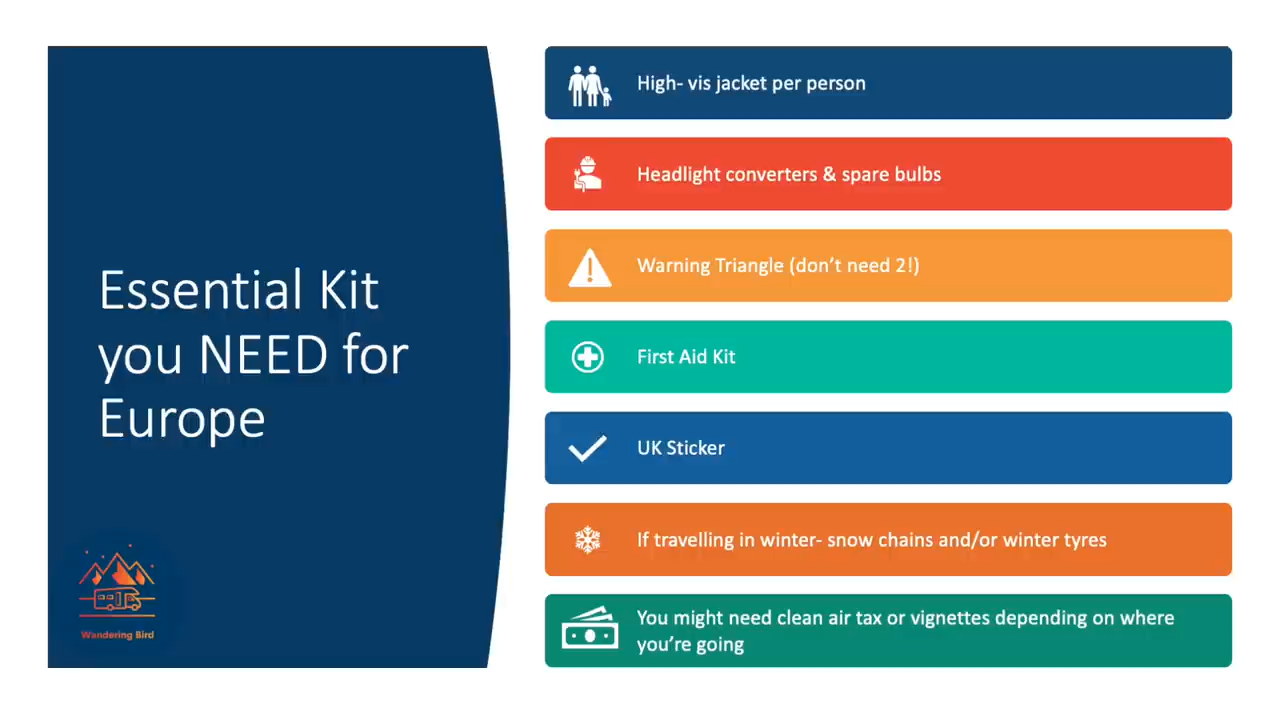 Essential Kit
you NEED for
Europe
Wandering Bird
High- vis jacket per person
Headlight converters & spare bulbs
Warning Triangle (don’t need 2!)
First Aid Kit
UK Sticker
If travelling in winter- snow chains and/or winter tyres
You might need clean air tax or vignettes depending on where
you’re going